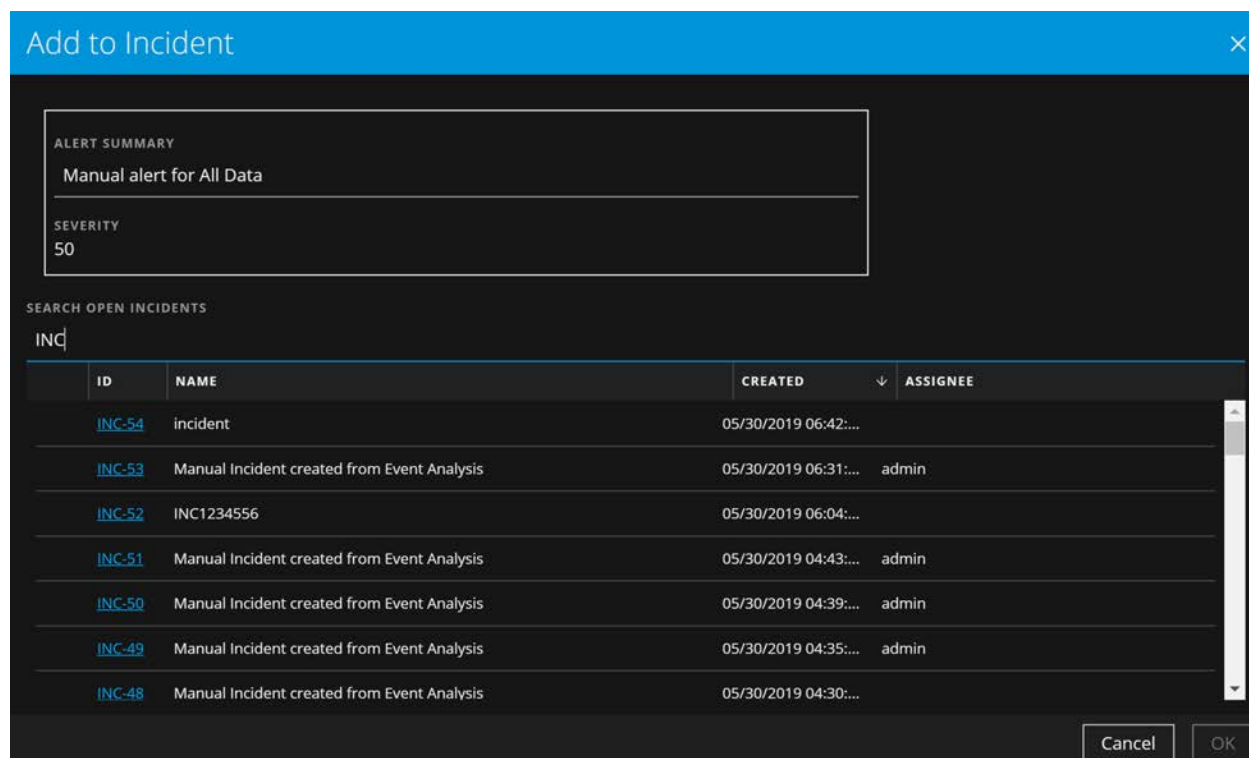 Add to Incident
ALERT SUMMARY
Manual alert for All Data
SEVERITY
50
SEARCH OPEN INCIDENTS
INC
ID NAME CREATED ASSIGNEE
INC-54 incident 05/30/2019 06:42:...
INC-53 Manual Incident created from Event Analysis 05/30/2019 06:31:... admin
INC-52 INC1234556 05/30/2019 06:04:...
INC-51 Manual Incident created from Event Analysis 05/30/2019 04:43:... admin
INC-50 Manual Incident created from Event Analysis 05/30/2019 04:39:... admin
INC-49 Manual Incident created from Event Analysis 05/30/2019 04:35:... admin
INC-48 Manual Incident created from Event Analysis 05/30/2019 04:30:...
Cancel OK